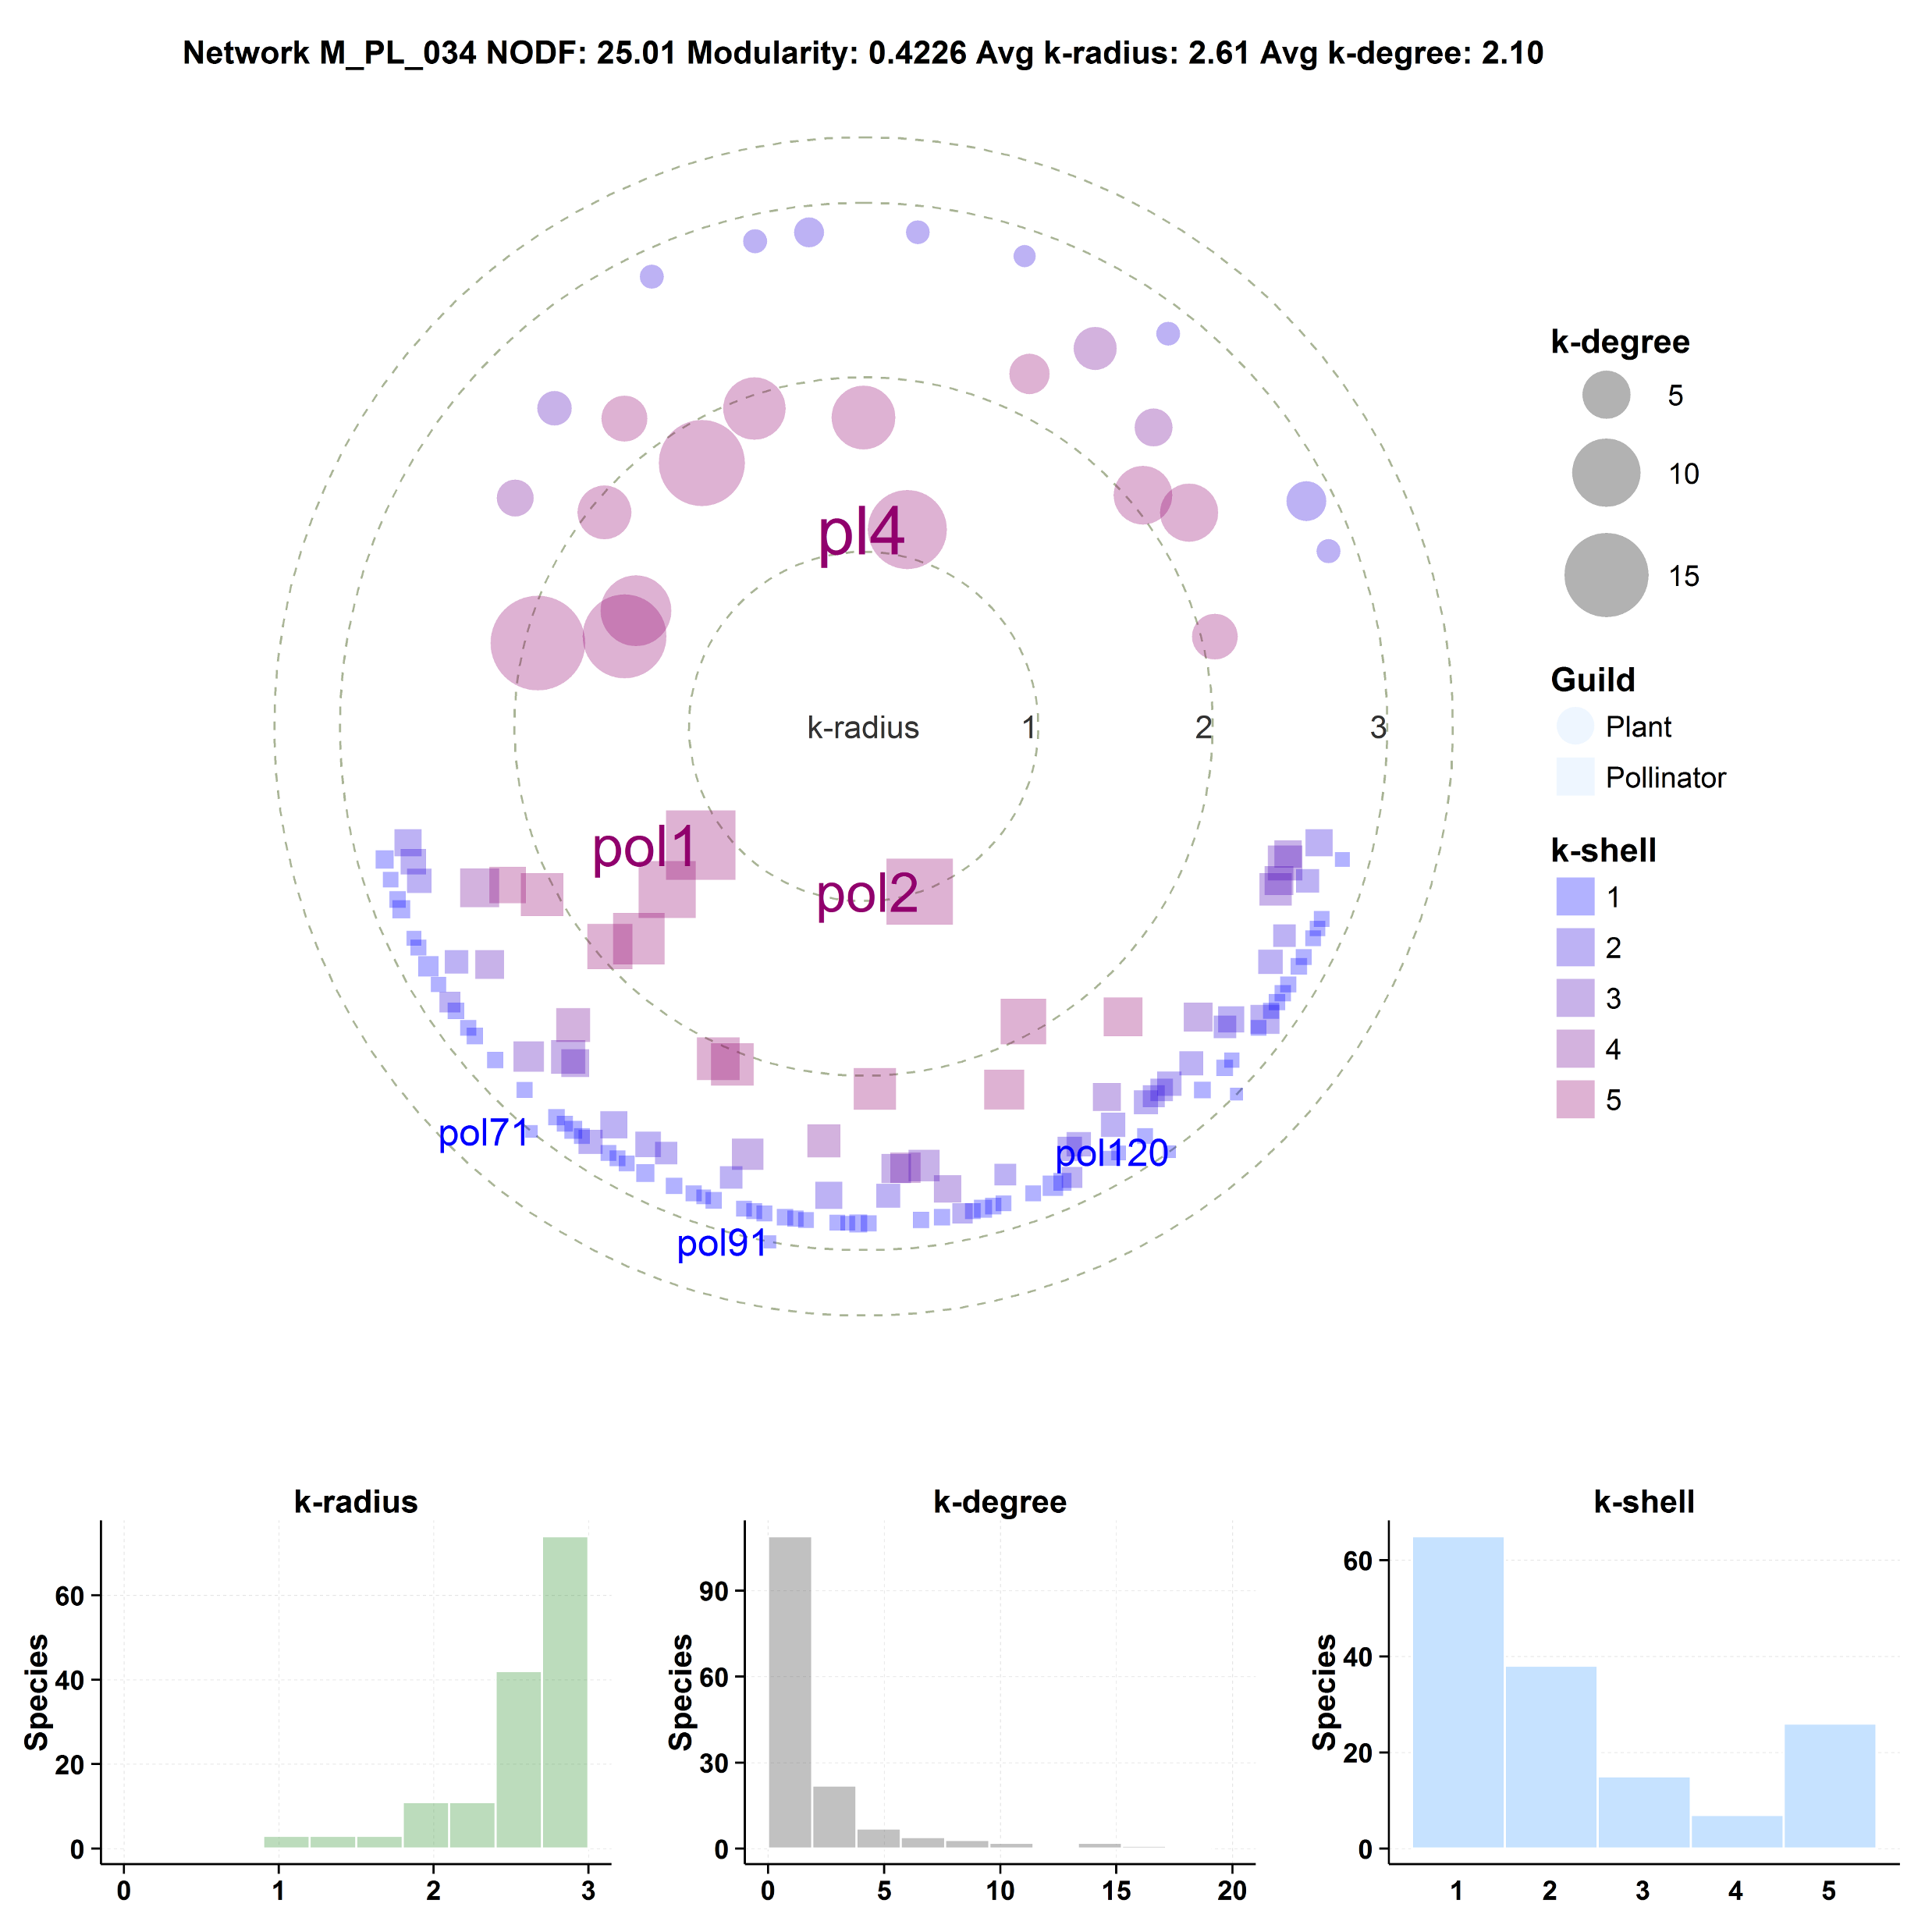 Network M_PL_034 NODF: 25.01 Modularity: 0.4226 Avg k-radius: 2.61 Avg k-degree: 2.10
k-degree
5
10
15
Guild
Plant
Pollinator
k-shell
1
2
3
4
5
pl4
k-radius 1 2 3
pol1
pol2
pol71
pol120
pol91
k-radius
Species
60
40
20
0
0 1 2 3
k-degree
Species
90
60
30
0
0 5 10 15 20
k-shell
Species
60
40
20
0
1 2 3 4 5